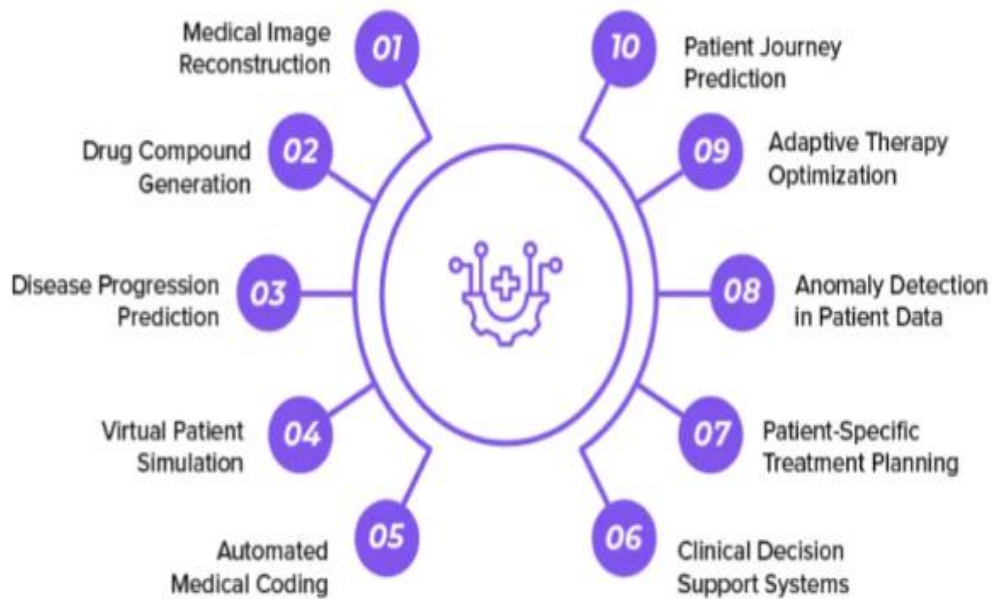 01
Medical Image
Reconstruction
02
Drug Compound
Generation
03
Disease Progression
Prediction
04
Virtual Patient
Simulation
05
Automated
Medical Coding
06
Clinical Decision
Support Systems
07
Patient-Specific
Treatment Planning
08
Anomaly Detection
in Patient Data
09
Adaptive Therapy
Optimization
10
Patient Journey
Prediction